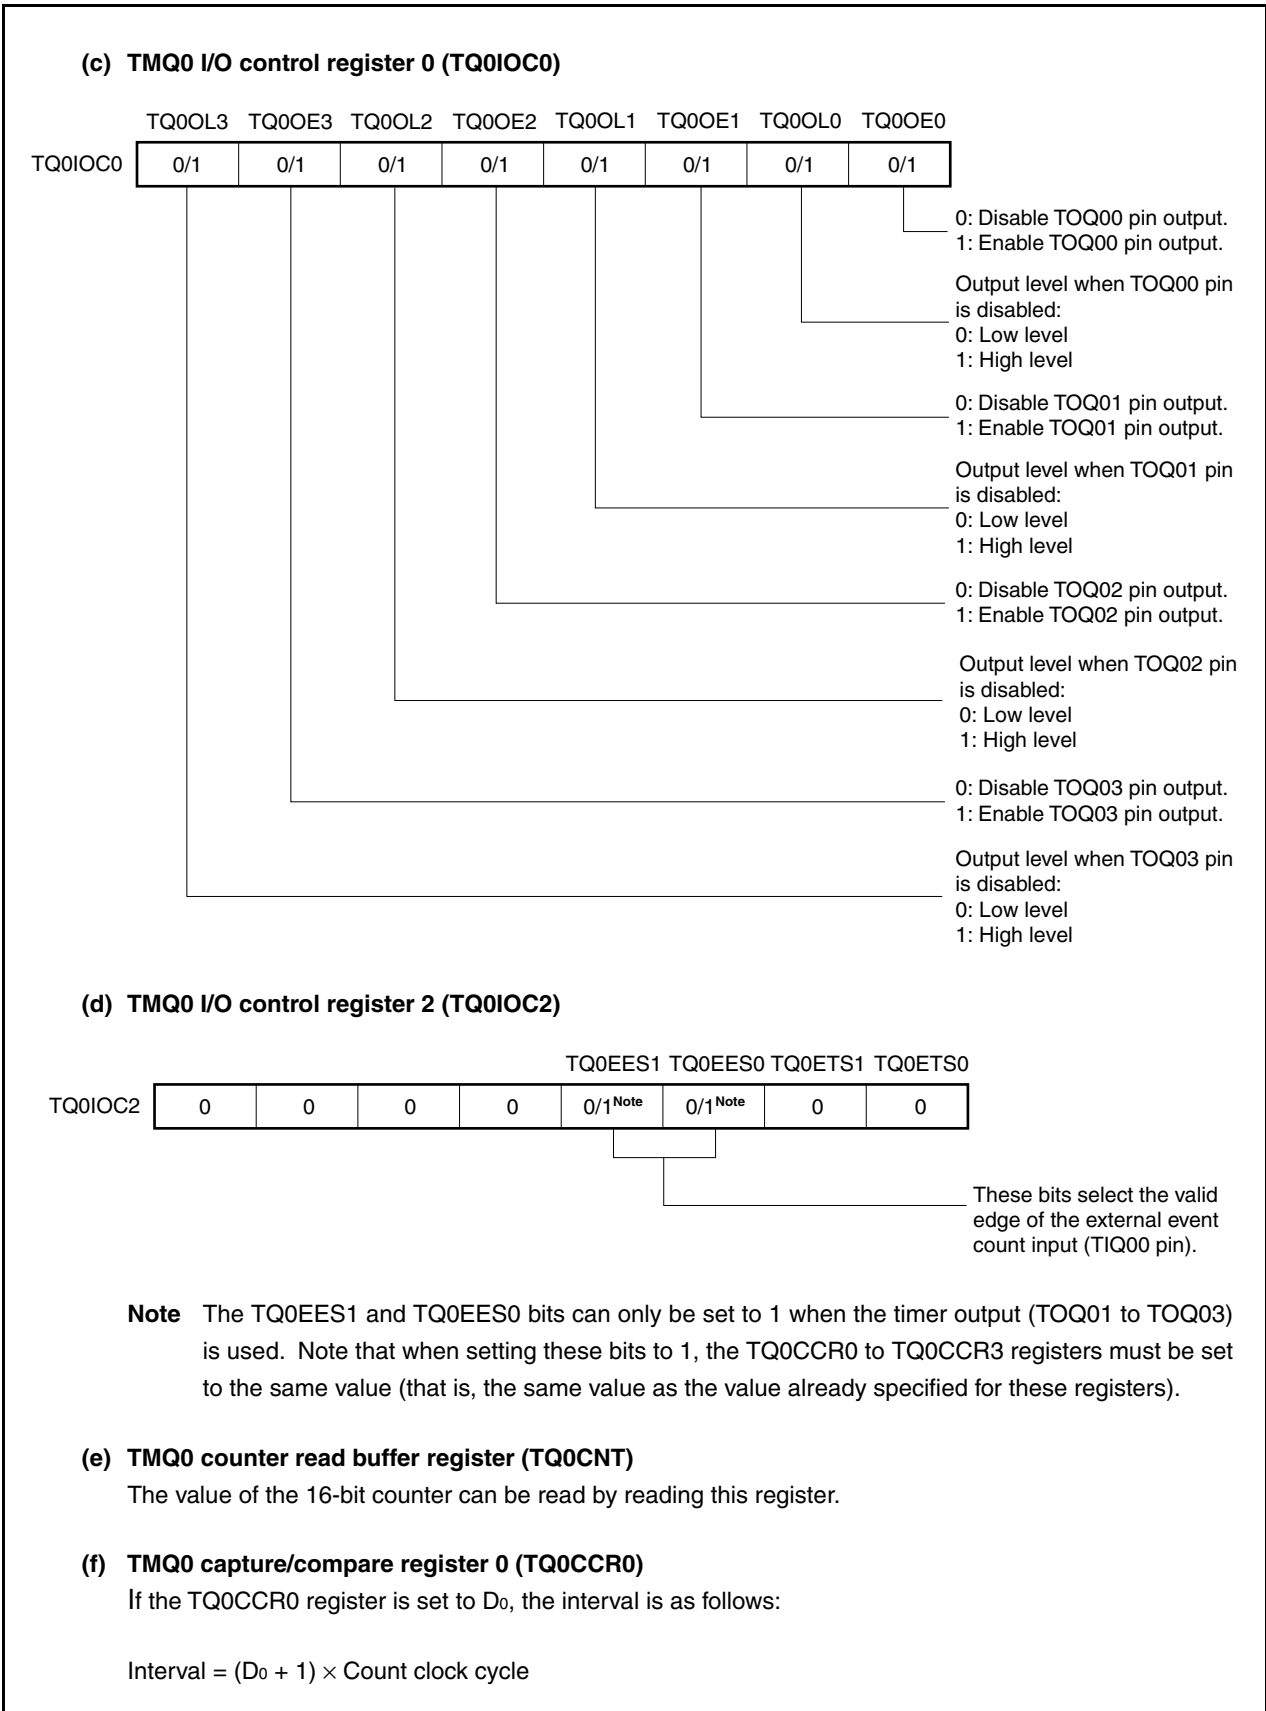 (c) TMQ0 I/O control register 0 (TQ0IOC0)
TQ0OL3 TQ0OE3 TQ0OL2 TQ0OE2 TQ0OL1 TQ0OE1 TQ0OL0 TQ0OE0
TQ0IOC0 0/1 0/1 0/1 0/1 0/1 0/1 0/1 0/1
0: Disable TOQ00 pin output.
1: Enable TOQ00 pin output.
Output level when TOQ00 pin
is disabled:
0: Low level
1: High level
0: Disable TOQ01 pin output.
1: Enable TOQ01 pin output.
Output level when TOQ01 pin
is disabled:
0: Low level
1: High level
0: Disable TOQ02 pin output.
1: Enable TOQ02 pin output.
Output level when TOQ02 pin
is disabled:
0: Low level
1: High level
0: Disable TOQ03 pin output.
1: Enable TOQ03 pin output.
Output level when TOQ03 pin
is disabled:
0: Low level
1: High level
(d) TMQ0 I/O control register 2 (TQ0IOC2)
TQ0EES1 TQ0EES0 TQ0ETS1 TQ0ETS0
TQ0IOC2 0 0 0 0 0/1Note 0/1Note 0 0
These bits select the valid
edge of the external event
count input (TIQ00 pin).
Note The TQ0EES1 and TQ0EES0 bits can only be set to 1 when the timer output (TOQ01 to TOQ03)
is used. Note that when setting these bits to 1, the TQ0CCR0 to TQ0CCR3 registers must be set
to the same value (that is, the same value as the value already specified for these registers).
(e) TMQ0 counter read buffer register (TQ0CNT)
The value of the 16-bit counter can be read by reading this register.
(f) TMQ0 capture/compare register 0 (TQ0CCR0)
If the TQ0CCR0 register is set to D0, the interval is as follows:
Interval = (D0 + 1) × Count clock cycle